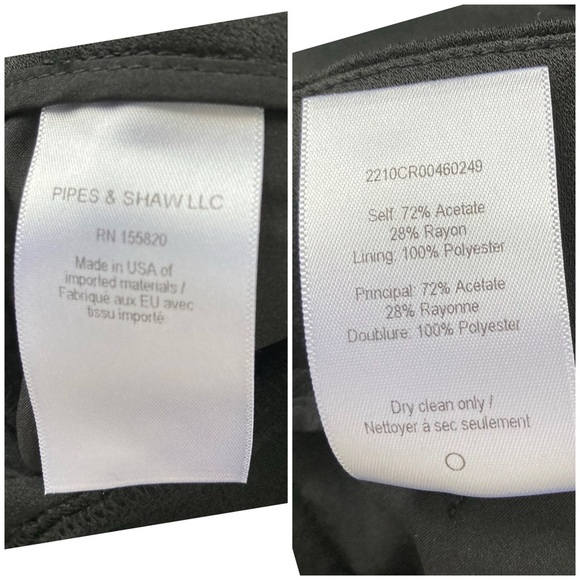 PIPES & SHAW LLC
RN 155820
Made in USA of
imported materials /
Fabriqué aux EU avec
tissu importé
2210CR00460249
Self: 72% Acetate
28% Rayon
Lining: 100% Polyester
Principal: 72% Acétate
28% Rayonne
Doublure: 100% Polyester
Dry clean only /
Nettoyer à sec seulement